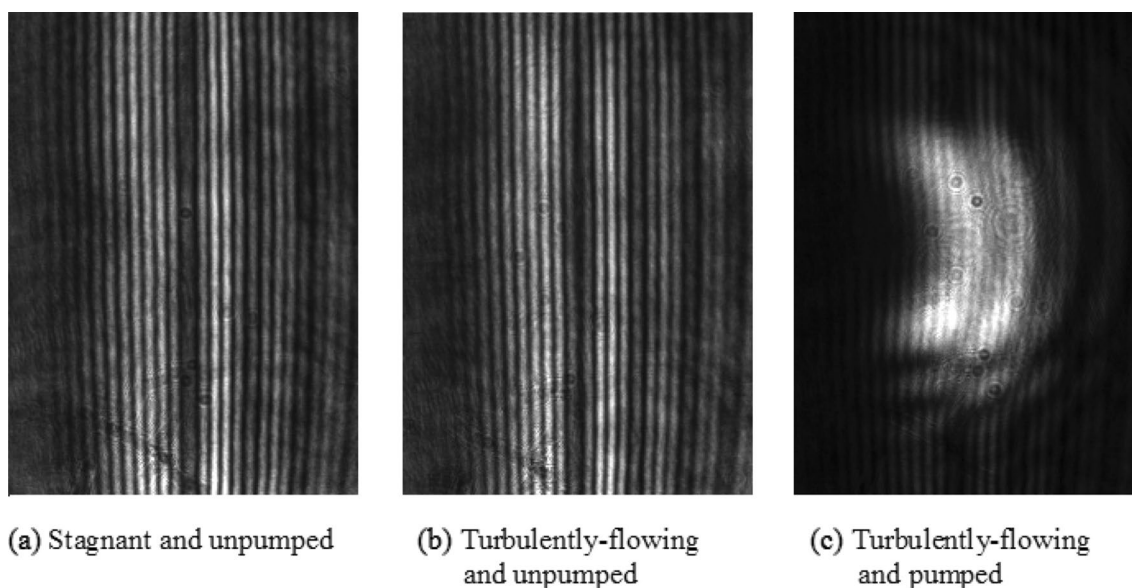 (a) Stagnant and unpumped
(b) Turbulently-flowing
and unpumped
(c) Turbulently-flowing
and pumped